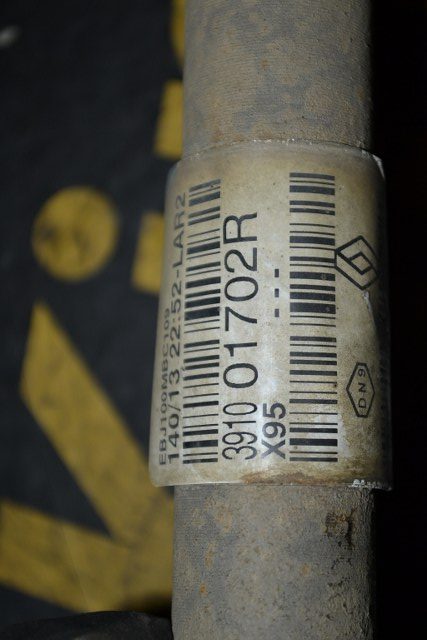 EBJ100MBC109
140/13 22:52-LAR2
3910 01702R
X95 ---
DN9